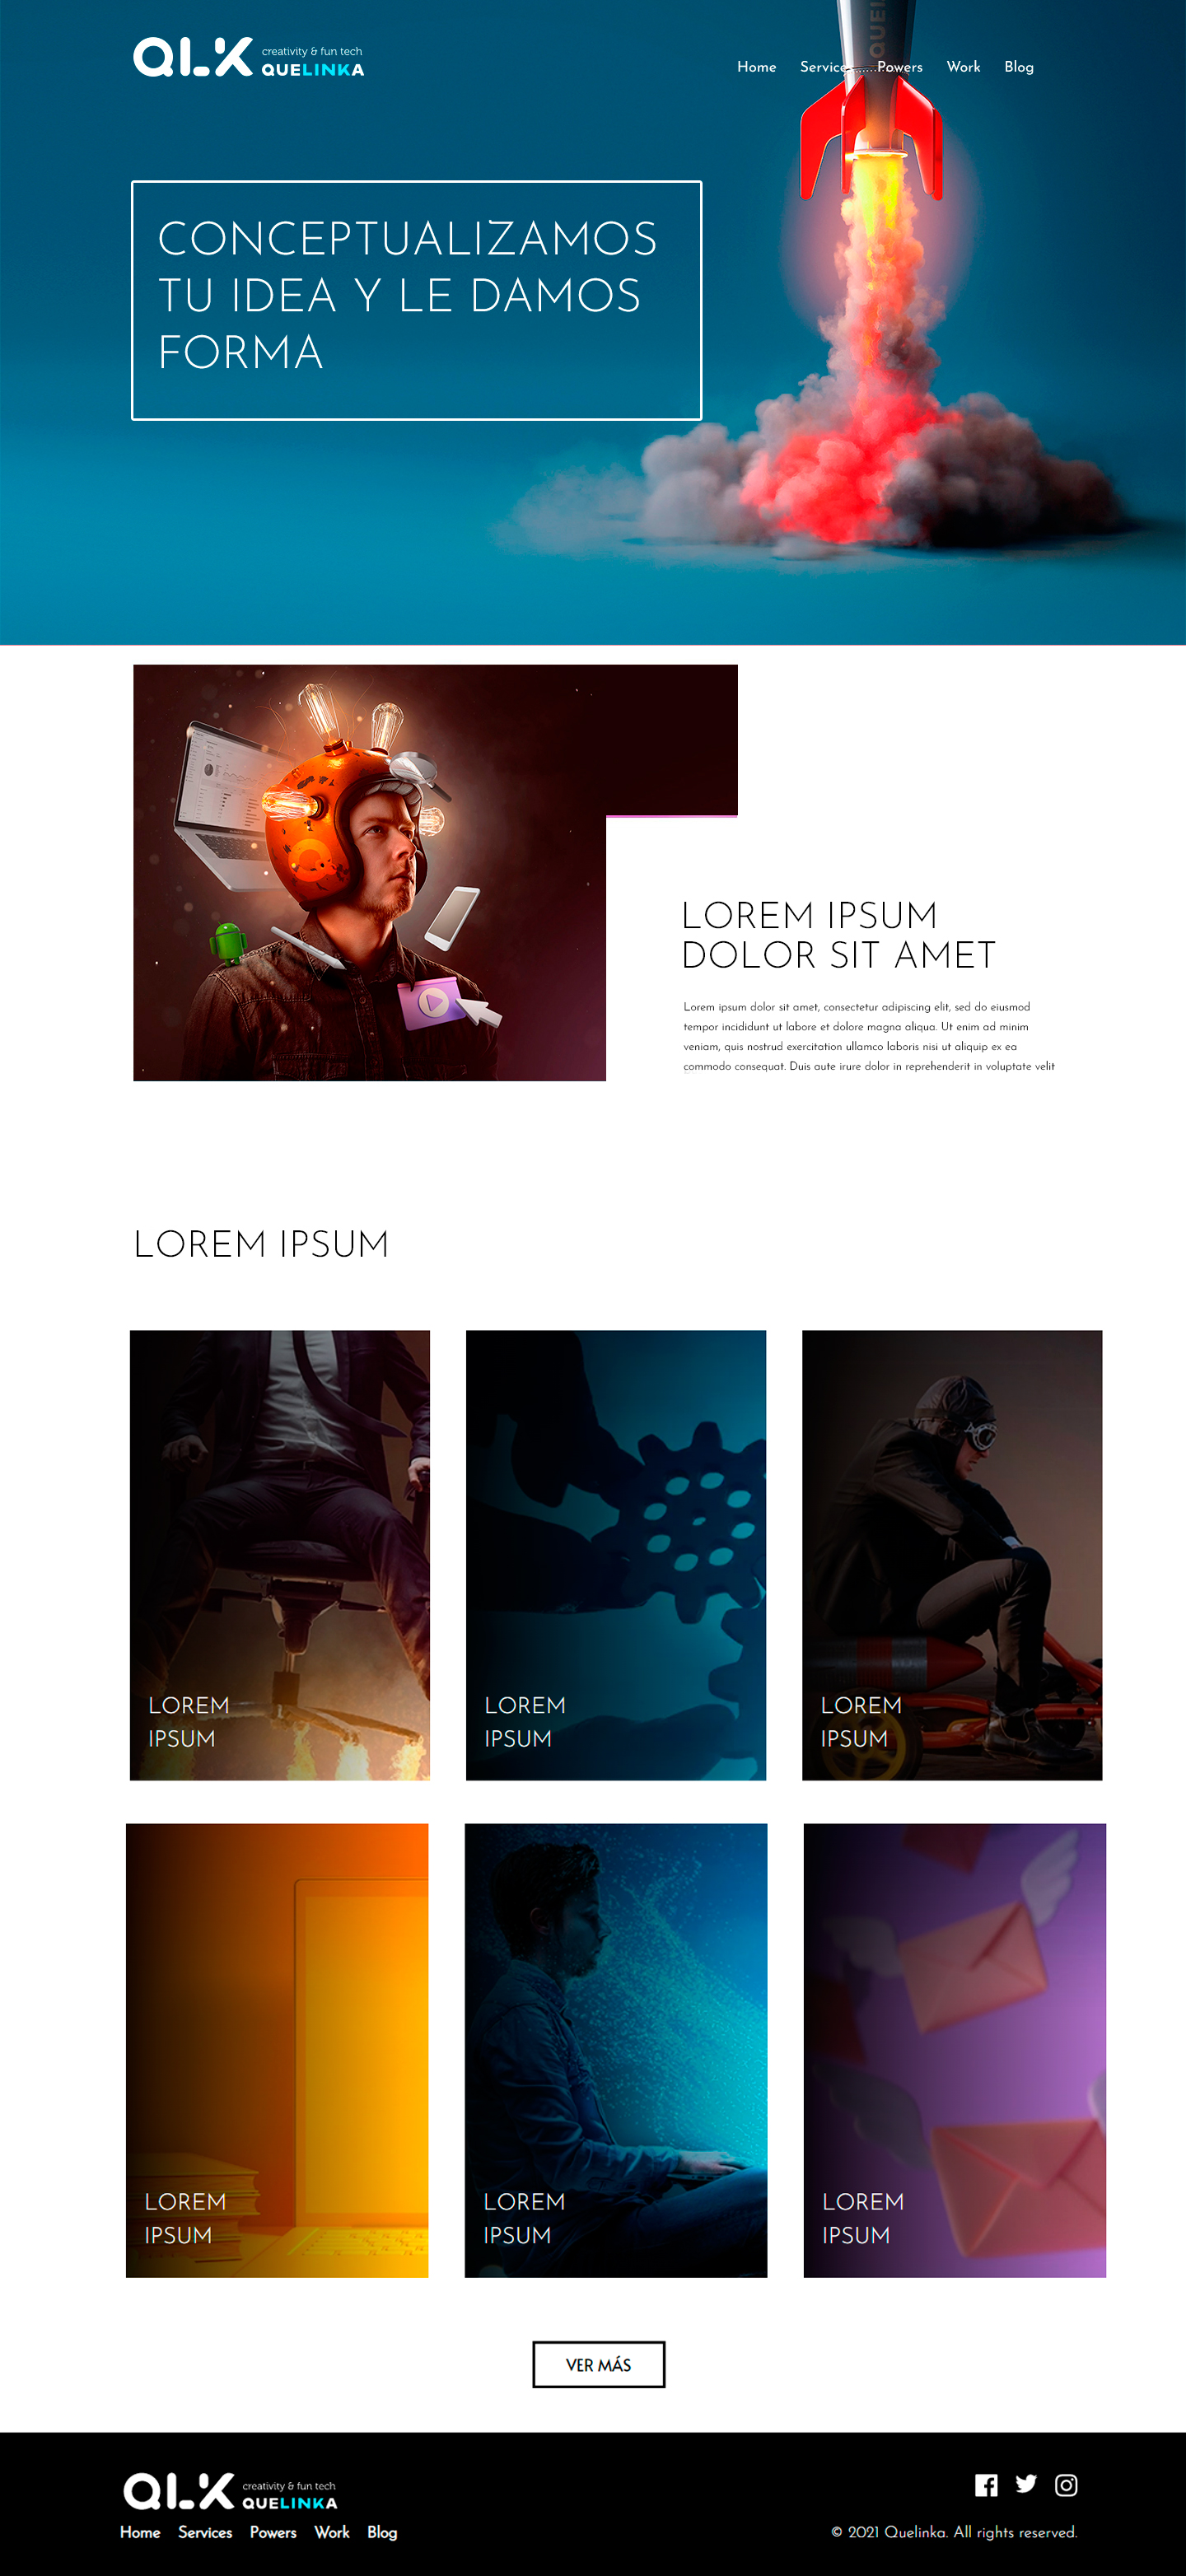 QLK creativity & fun tech
QUELINKA
Home Services Powers Work Blog
CONCEPTUALIZAMOS
TU IDEA Y LE DAMOS
FORMA
LOREM IPSUM
DOLOR SIT AMET
Lorem ipsum dolor sit amet, consectetur adipiscing elit, sed do eiusmod
tempor incididunt ut labore et dolore magna aliqua. Ut enim ad minim
veniam, quis nostrud exercitation ullamco laboris nisi ut aliquip ex ea
commodo consequat. Duis aute irure dolor in reprehenderit in voluptate velit
LOREM IPSUM
LOREM
IPSUM
LOREM
IPSUM
LOREM
IPSUM
LOREM
IPSUM
LOREM
IPSUM
LOREM
IPSUM
VER MÁS
QLK creativity & fun tech
QUELINKA
Home Services Powers Work Blog
© 2021 Quelinka. All rights reserved.